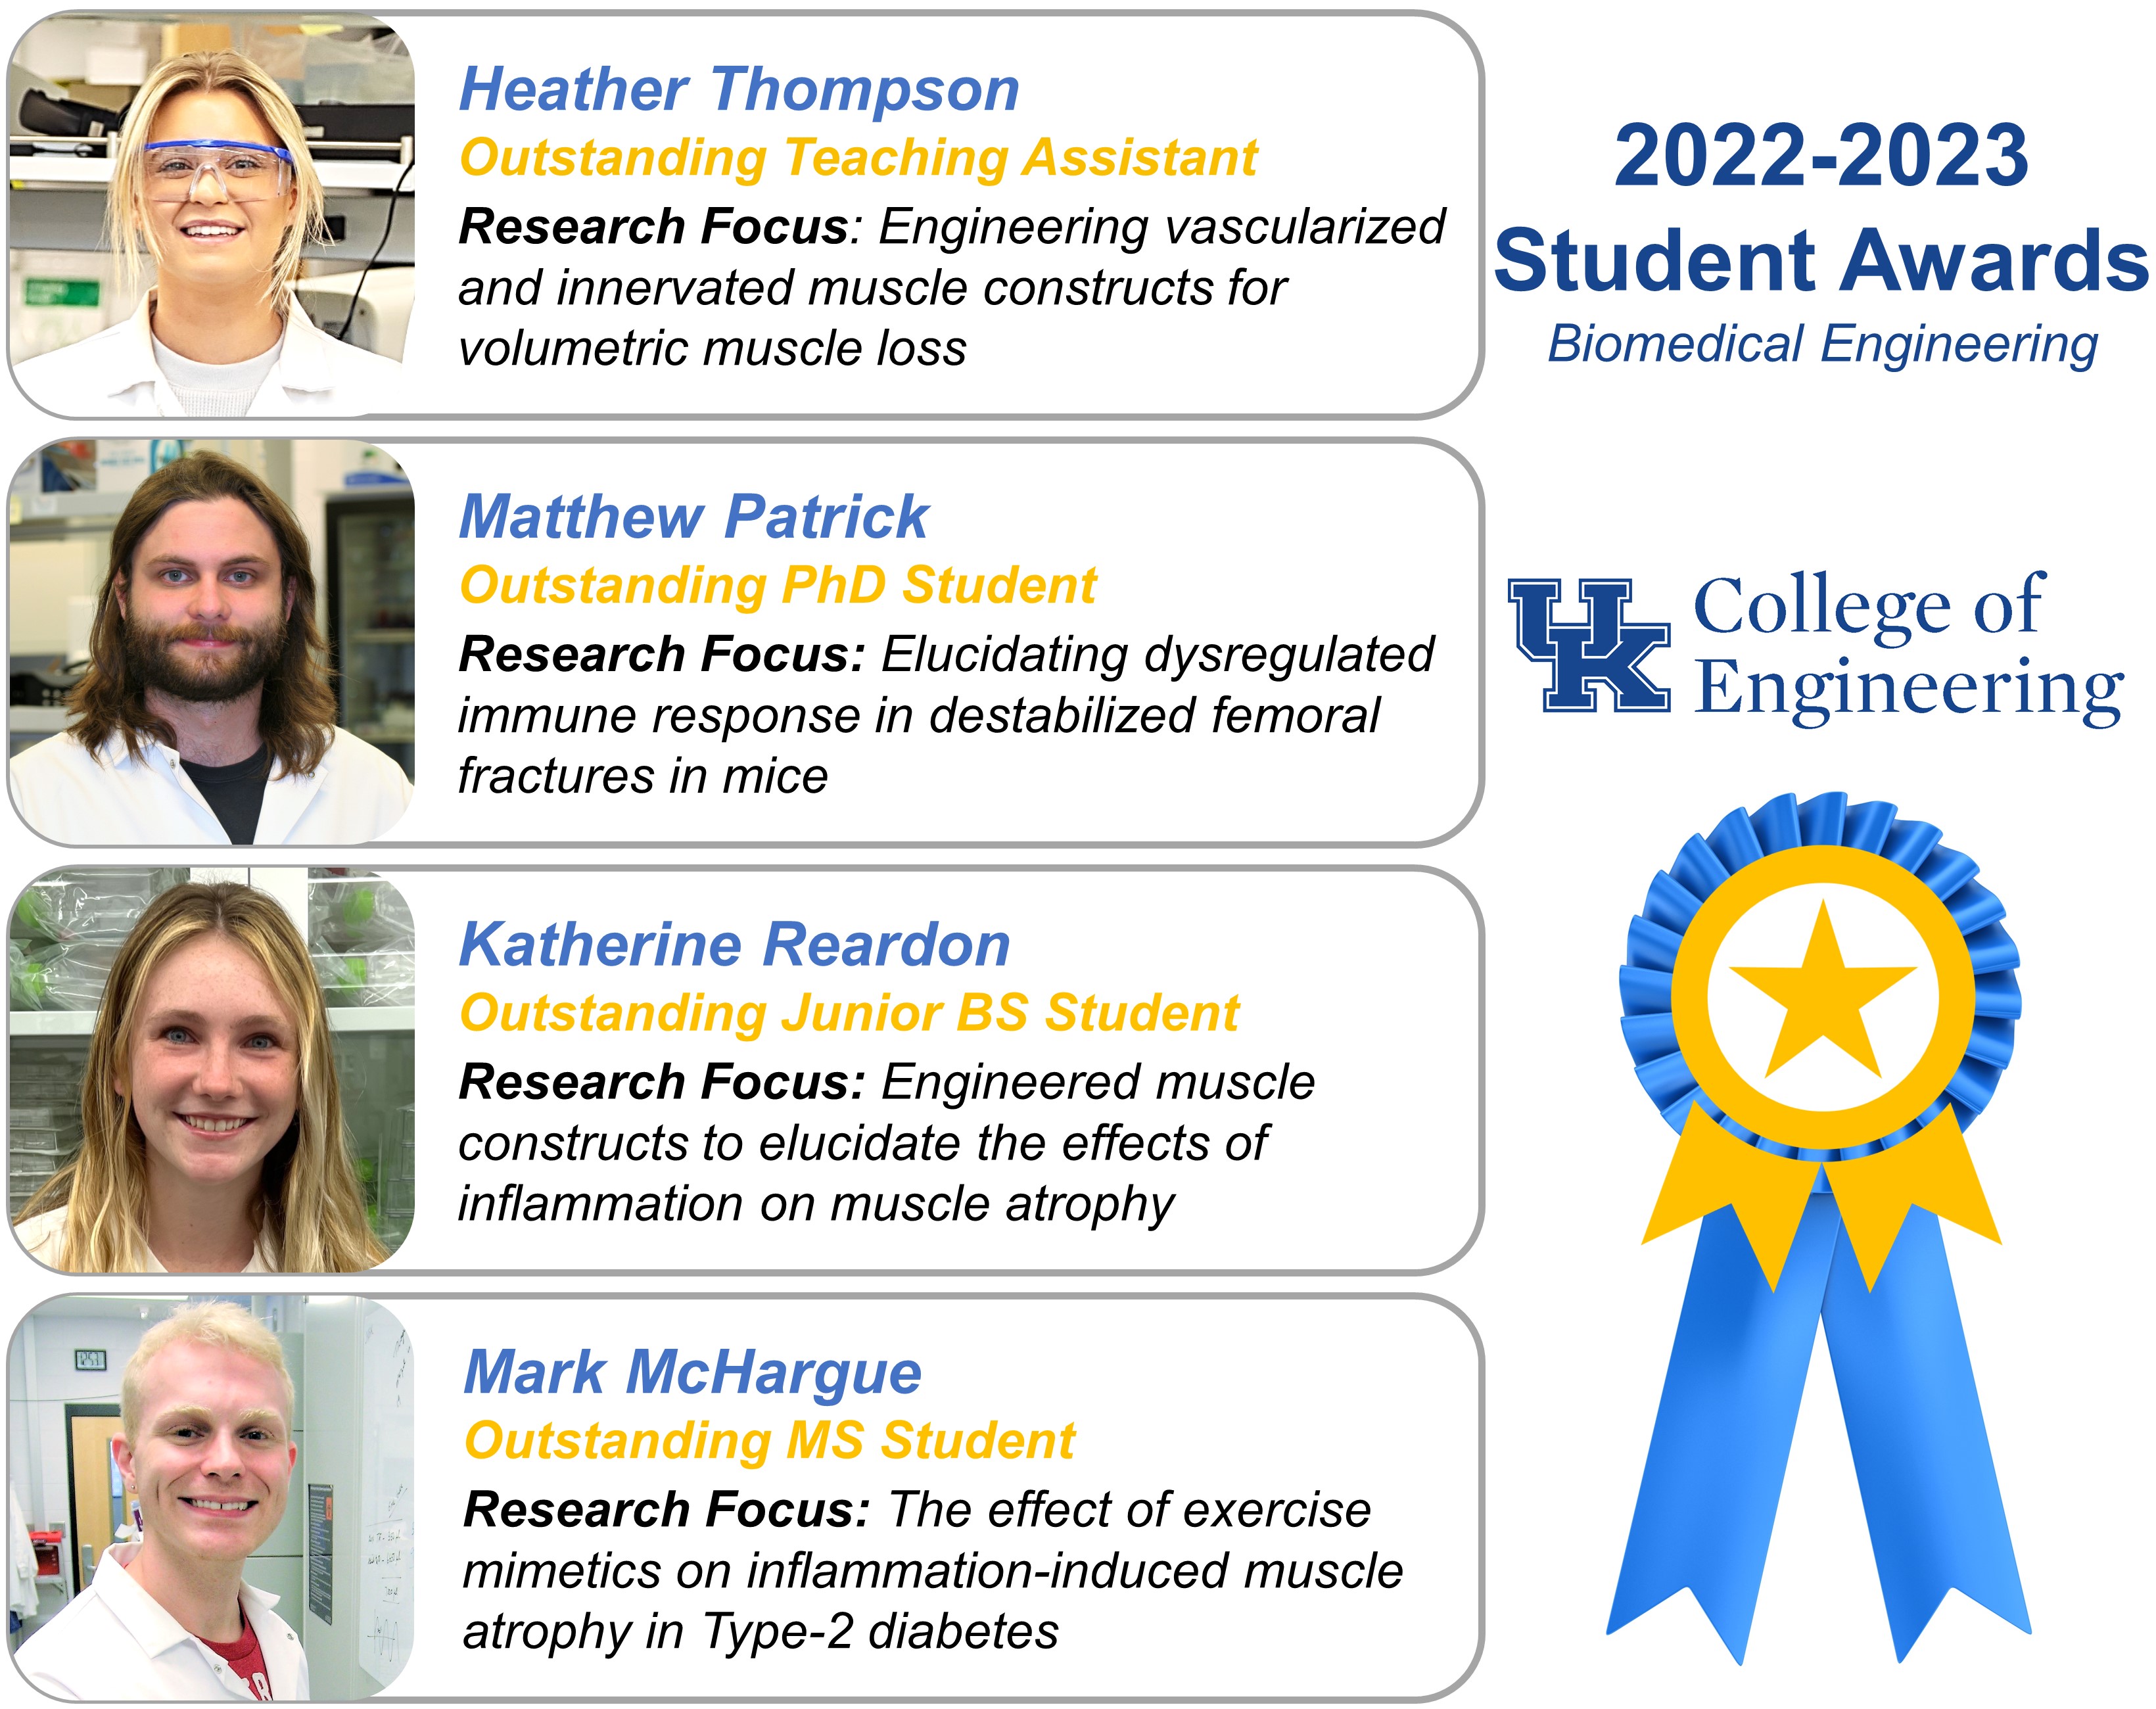 Heather Thompson
Outstanding Teaching Assistant
Research Focus: Engineering vascularized
and innervated muscle constructs for
volumetric muscle loss
Matthew Patrick
Outstanding PhD Student
Research Focus: Elucidating dysregulated
immune response in destabilized femoral
fractures in mice
Katherine Reardon
Outstanding Junior BS Student
Research Focus: Engineered muscle
constructs to elucidate the effects of
inflammation on muscle atrophy
Mark McHargue
Outstanding MS Student
Research Focus: The effect of exercise
mimetics on inflammation-induced muscle
atrophy in Type-2 diabetes
2022-2023
Student Awards
Biomedical Engineering
UK
College of
Engineering